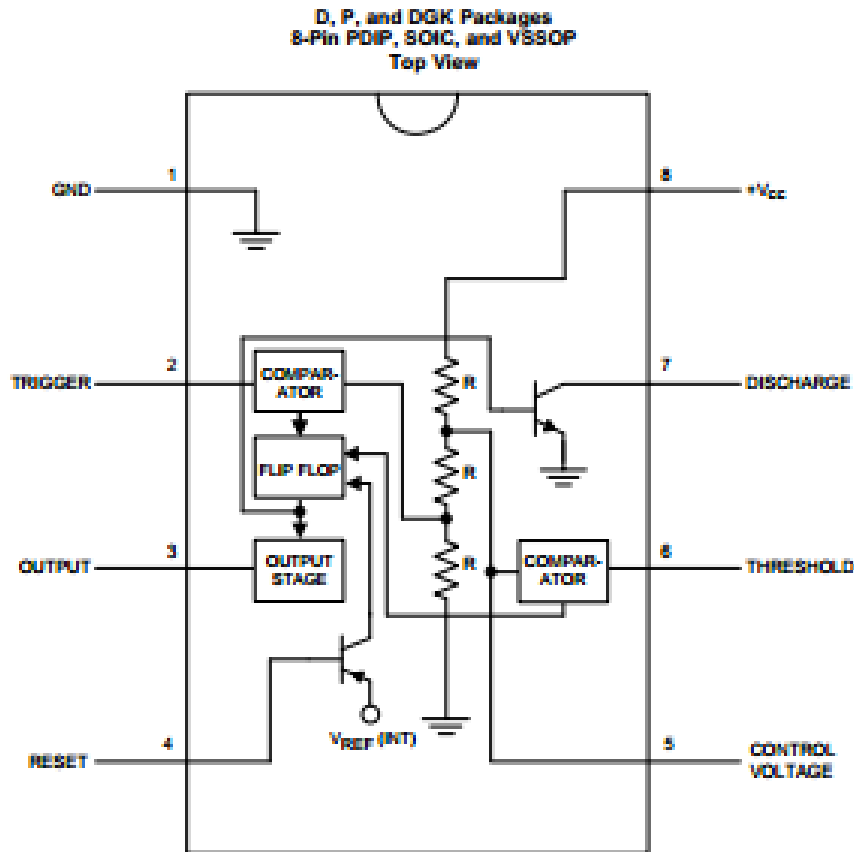 D, P, and DGK Packages
8-Pin PDIP, SOIC, and VSSOP
Top View
1
GND
8
+VCC
2
TRIGGER
COMPAR-
ATOR
R
7
DISCHARGE
FLIP FLOP
R
3
OUTPUT
OUTPUT
STAGE
R
COMPAR-
ATOR
6
THRESHOLD
4
RESET
VREF (INT)
5
CONTROL
VOLTAGE